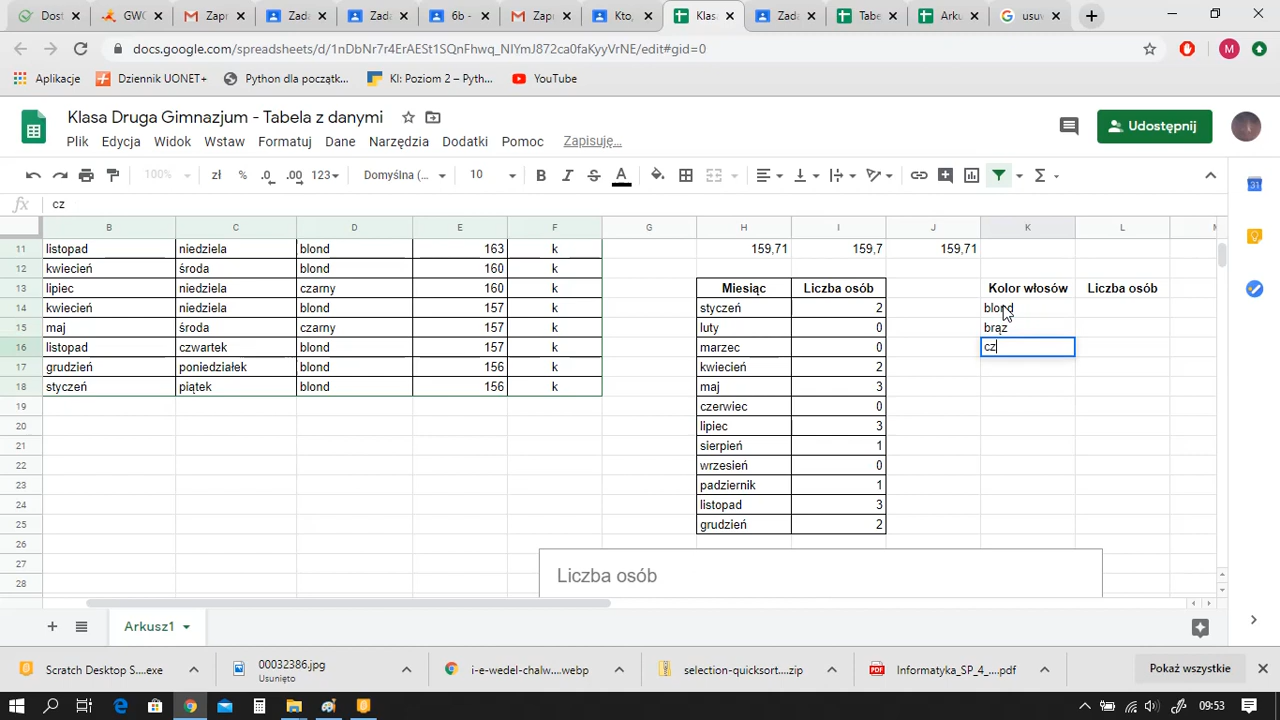 Dos
GWO
Zapr
Zada
Zada
6b -
Zapr
Kto,
Klas
Zada
Tabe
Arku
usuv
docs.google.com/spreadsheets/d/1nDbNr7r4ErAESt1SQnFhwq_NIYmJ872ca0faKyyVrNE/edit#gid=0
M
Aplikacje
Dziennik UONET+
Python dla początk...
KI: Poziom 2 – Pyth...
YouTube
Klasa Druga Gimnazjum - Tabela z danymi
Plik Edycja Widok Wstaw Formatuj Dane Narzędzia Dodatki Pomoc Zapisuję...
Udostępnij
100% zł % .0 .00 123 Domyślna (... 10 B I S A
fx cz
B C D E F G H I J K L M
11 listopad niedziela blond 163 k 159,71 159,7 159,71
12 kwiecień środa blond 160 k
13 lipiec niedziela czarny 160 k Miesiąc Liczba osób Kolor włosów Liczba osób
14 kwiecień niedziela blond 157 k styczeń 2 blond
15 maj środa czarny 157 k luty 0 brąz
16 listopad czwartek blond 157 k marzec 0 cz
17 grudzień poniedziałek blond 156 k kwiecień 2
18 styczeń piątek blond 156 k maj 3
19 czerwiec 0
20 lipiec 3
21 sierpień 1
22 wrzesień 0
23 padziernik 1
24 listopad 3
25 grudzień 2
26
27 Liczba osób
28
Arkusz1
31
Scratch Desktop S....exe
00032386.jpg
Usunięto
i-e-wedel-chalw....webp
selection-quicksort....zip
PDF
Informatyka_SP_4_....pdf
Pokaż wszystkie
09:53